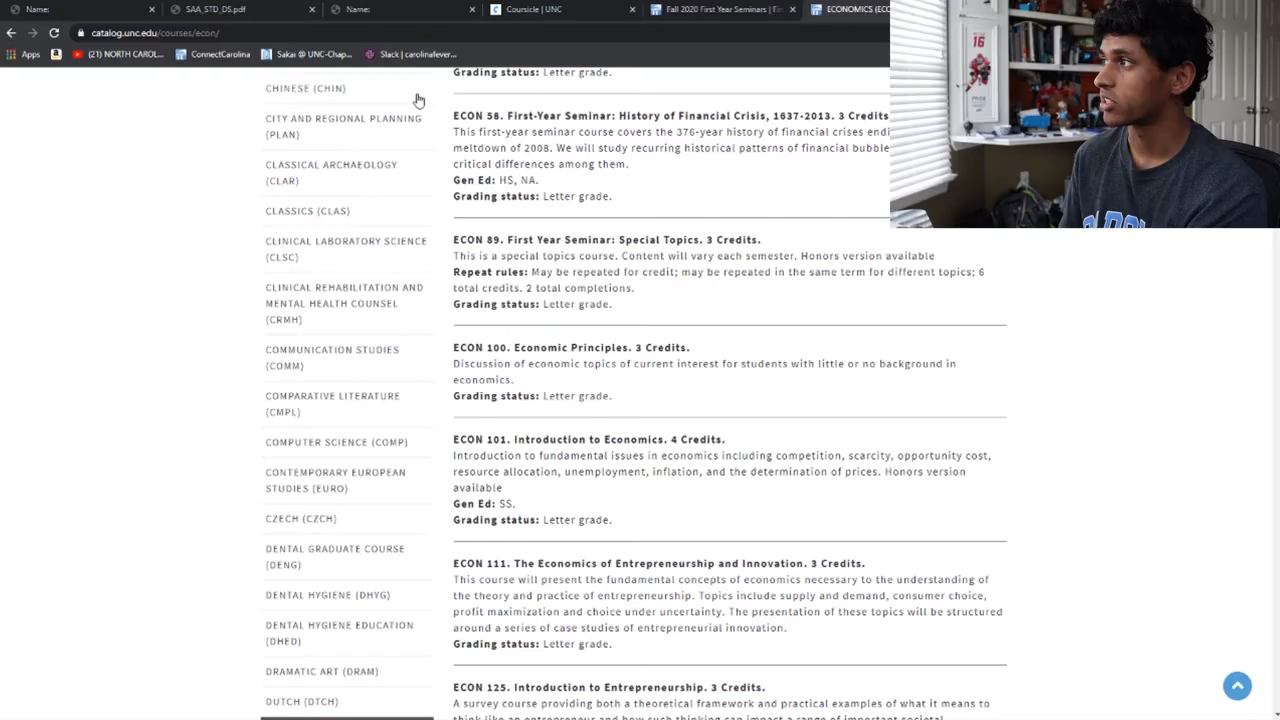 Name:
SAA_STD_DS.pdf
Name:
Coursicle | UNC
Fall 2020 First Year Seminars | Fir
ECONOMICS (ECON
catalog.unc.edu/courses/econ/
Apps
(21) NORTH CAROL...
ConnectCarolina
Sakai @ UNC-Chap...
Slack | carolinafever...
CHINESE (CHIN)
CITY AND REGIONAL PLANNING
(PLAN)
CLASSICAL ARCHAEOLOGY
(CLAR)
CLASSICS (CLAS)
CLINICAL LABORATORY SCIENCE
(CLSC)
CLINICAL REHABILITATION AND
MENTAL HEALTH COUNSEL
(CRMH)
COMMUNICATION STUDIES
(COMM)
COMPARATIVE LITERATURE
(CMPL)
COMPUTER SCIENCE (COMP)
CONTEMPORARY EUROPEAN
STUDIES (EURO)
CZECH (CZCH)
DENTAL GRADUATE COURSE
(DENG)
DENTAL HYGIENE (DHYG)
DENTAL HYGIENE EDUCATION
(DHED)
DRAMATIC ART (DRAM)
DUTCH (DTCH)
Grading status: Letter grade.
ECON 58. First-Year Seminar: History of Financial Crisis, 1637-2013. 3 Credits
This first-year seminar course covers the 376-year history of financial crises endi
meltdown of 2008. We will study recurring historical patterns of financial bubble
critical differences among them.
Gen Ed: HS, NA.
Grading status: Letter grade.
ECON 89. First Year Seminar: Special Topics. 3 Credits.
This is a special topics course. Content will vary each semester. Honors version available
Repeat rules: May be repeated for credit; may be repeated in the same term for different topics; 6
total credits. 2 total completions.
Grading status: Letter grade.
ECON 100. Economic Principles. 3 Credits.
Discussion of economic topics of current interest for students with little or no background in
economics.
Grading status: Letter grade.
ECON 101. Introduction to Economics. 4 Credits.
Introduction to fundamental issues in economics including competition, scarcity, opportunity cost,
resource allocation, unemployment, inflation, and the determination of prices. Honors version
available
Gen Ed: SS.
Grading status: Letter grade.
ECON 111. The Economics of Entrepreneurship and Innovation. 3 Credits.
This course will present the fundamental concepts of economics necessary to the understanding of
the theory and practice of entrepreneurship. Topics include supply and demand, consumer choice,
profit maximization and choice under uncertainty. The presentation of these topics will be structured
around a series of case studies of entrepreneurial innovation.
Grading status: Letter grade.
ECON 125. Introduction to Entrepreneurship. 3 Credits.
A survey course providing both a theoretical framework and practical examples of what it means to
think like an entrepreneur and how such thinking can impact a range of important societal
16